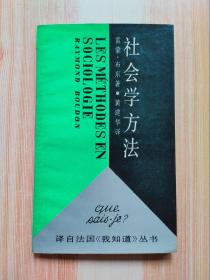 社会学方法
雷蒙·布东著 黄建华译
LES METHODES EN
SOCIOLOGIE
RAYMOND BOUDON
que
sais-je?
译自法国《我知道》丛书